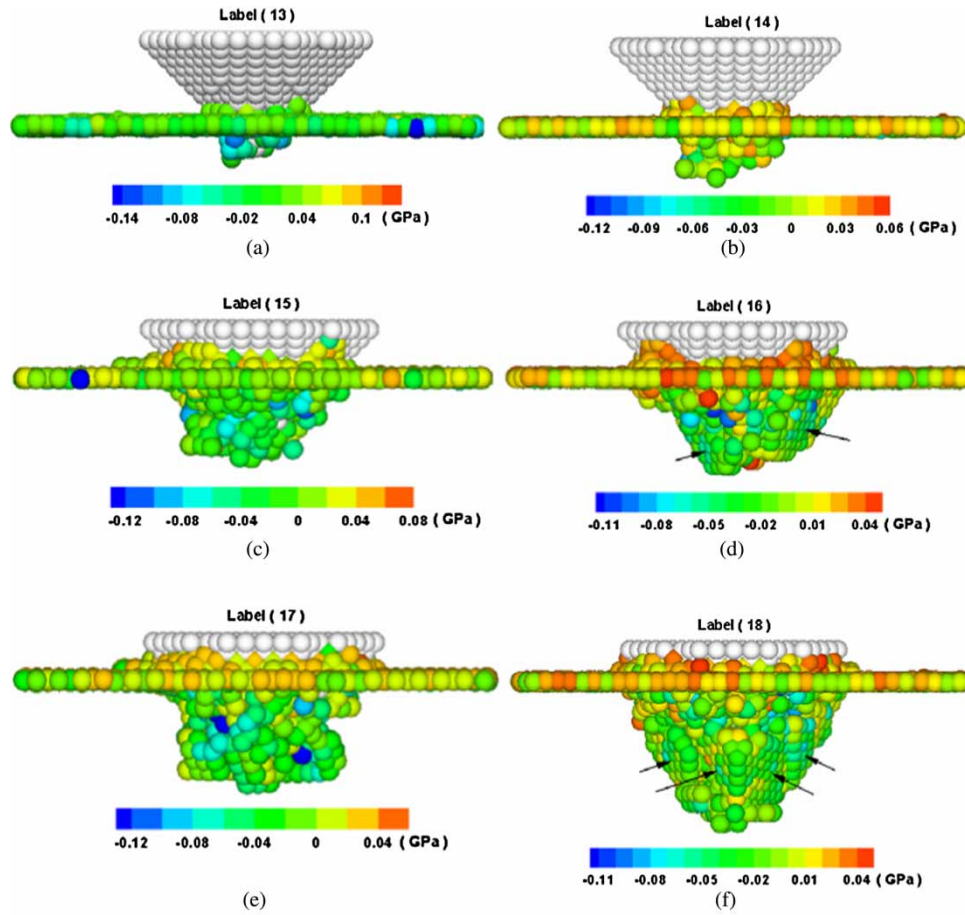 Label ( 13 )
Label ( 14 )
-0.14 -0.08 -0.02 0.04 0.1 (GPa)
-0.12 -0.09 -0.06 -0.03 0 0.03 0.06 (GPa)
(a)
(b)
Label ( 15 )
Label ( 16 )
-0.12 -0.08 -0.04 0 0.04 0.08 (GPa)
-0.11 -0.08 -0.05 -0.02 0.01 0.04 (GPa)
(c)
(d)
Label ( 17 )
Label ( 18 )
-0.12 -0.08 -0.04 0 0.04 (GPa)
-0.11 -0.08 -0.05 -0.02 0.01 0.04 (GPa)
(e)
(f)